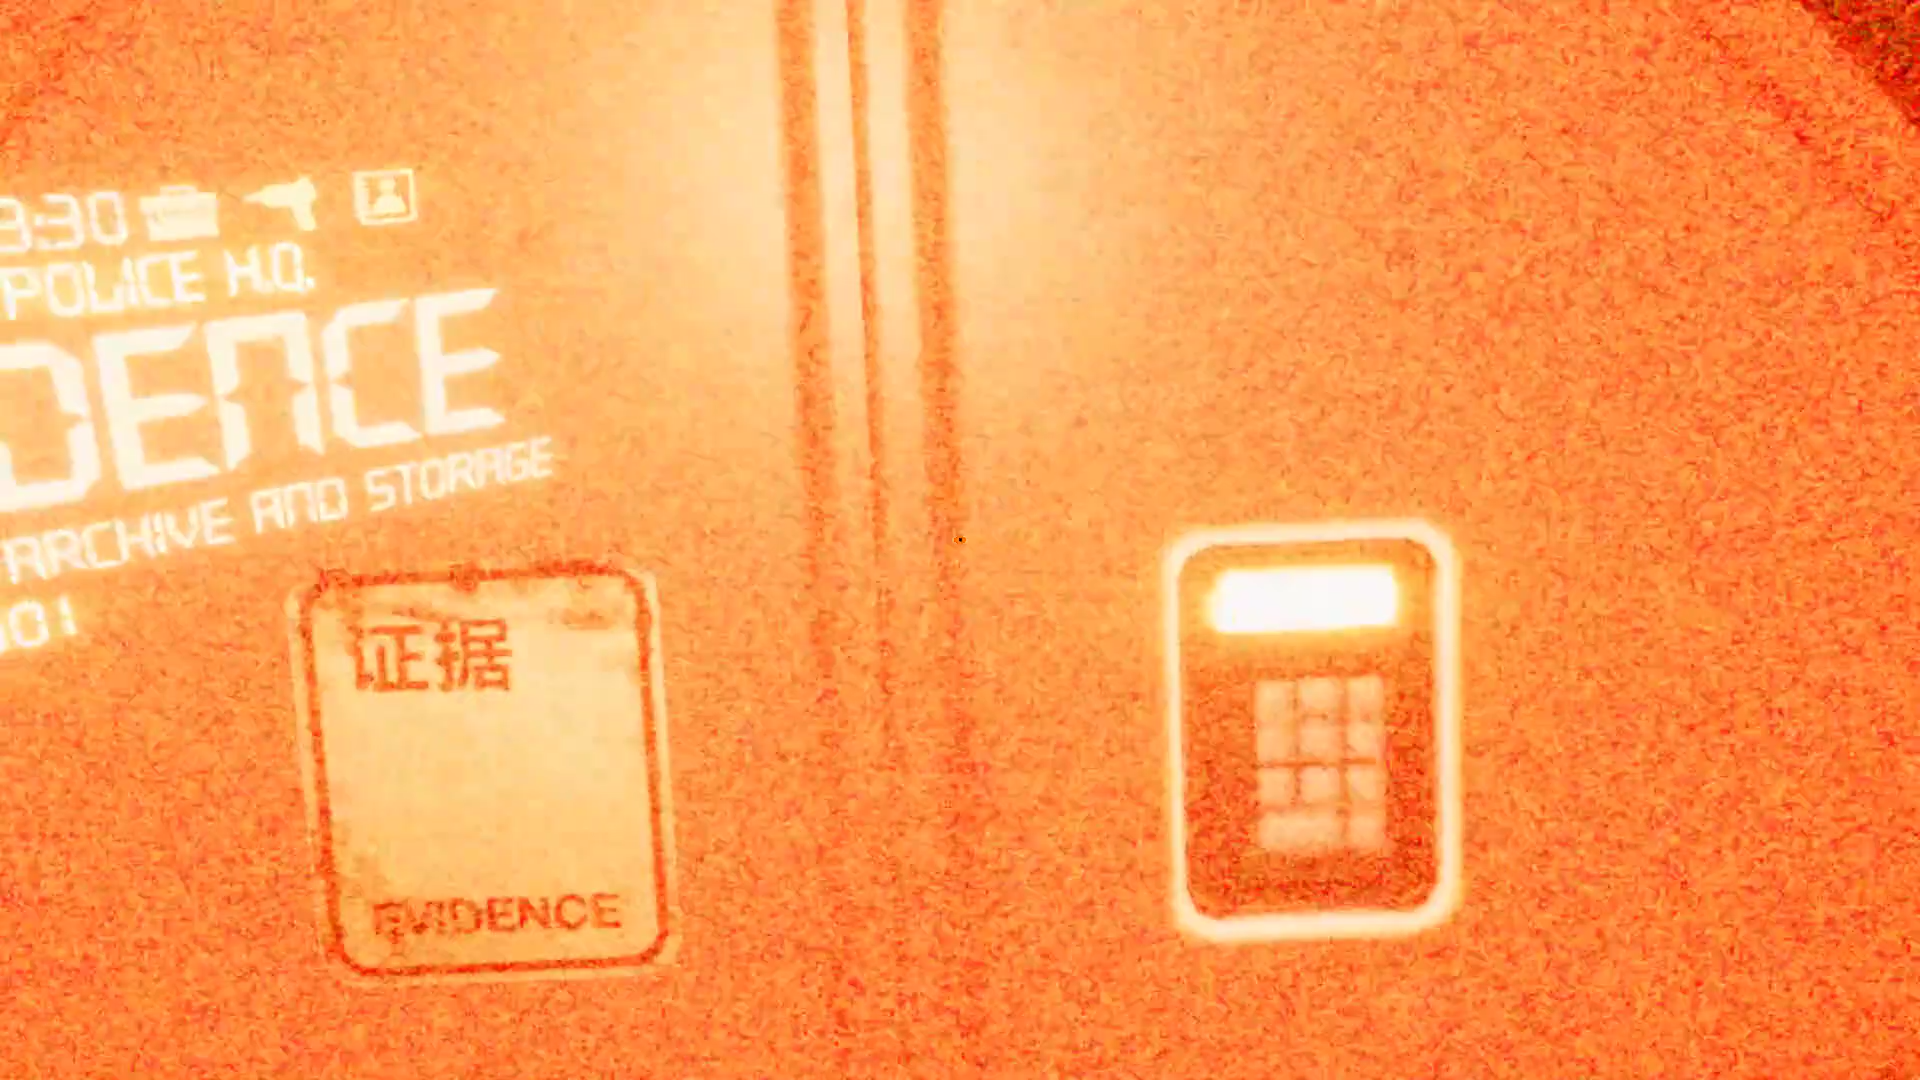 3:30
POLICE H.Q.
DENCE
ARCHIVE AND STORAGE
01
证据
EVIDENCE